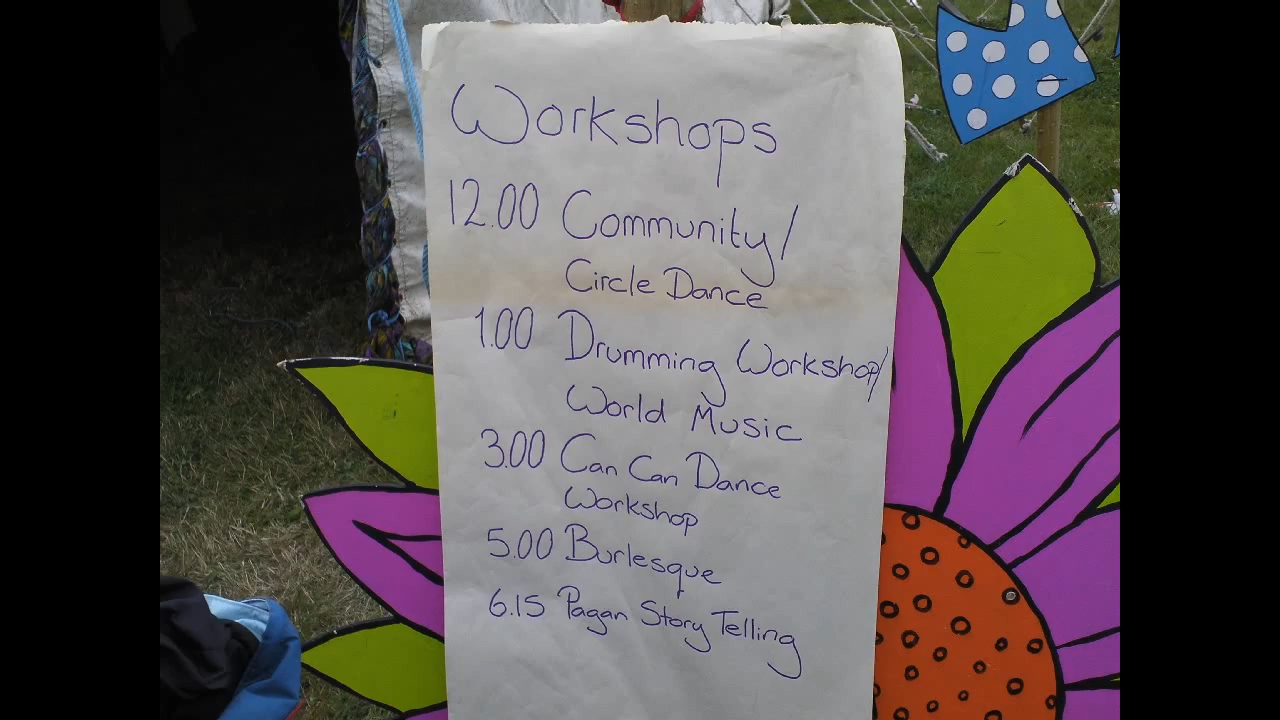 Workshops
12.00 Community/
Circle Dance
1.00 Drumming Workshop/
World Music
3.00 Can Can Dance
Workshop
5.00 Burlesque
6.15 Pagan Story Telling